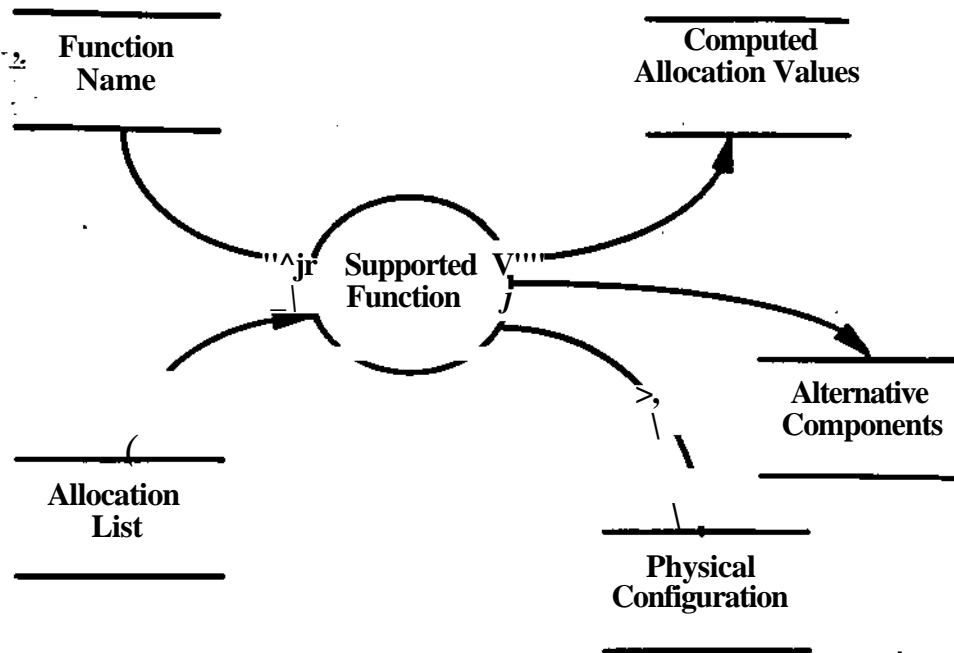 Function
Name
Computed
Allocation Values
Supported
Function
Alternative
Components
Allocation
List
Physical
Configuration